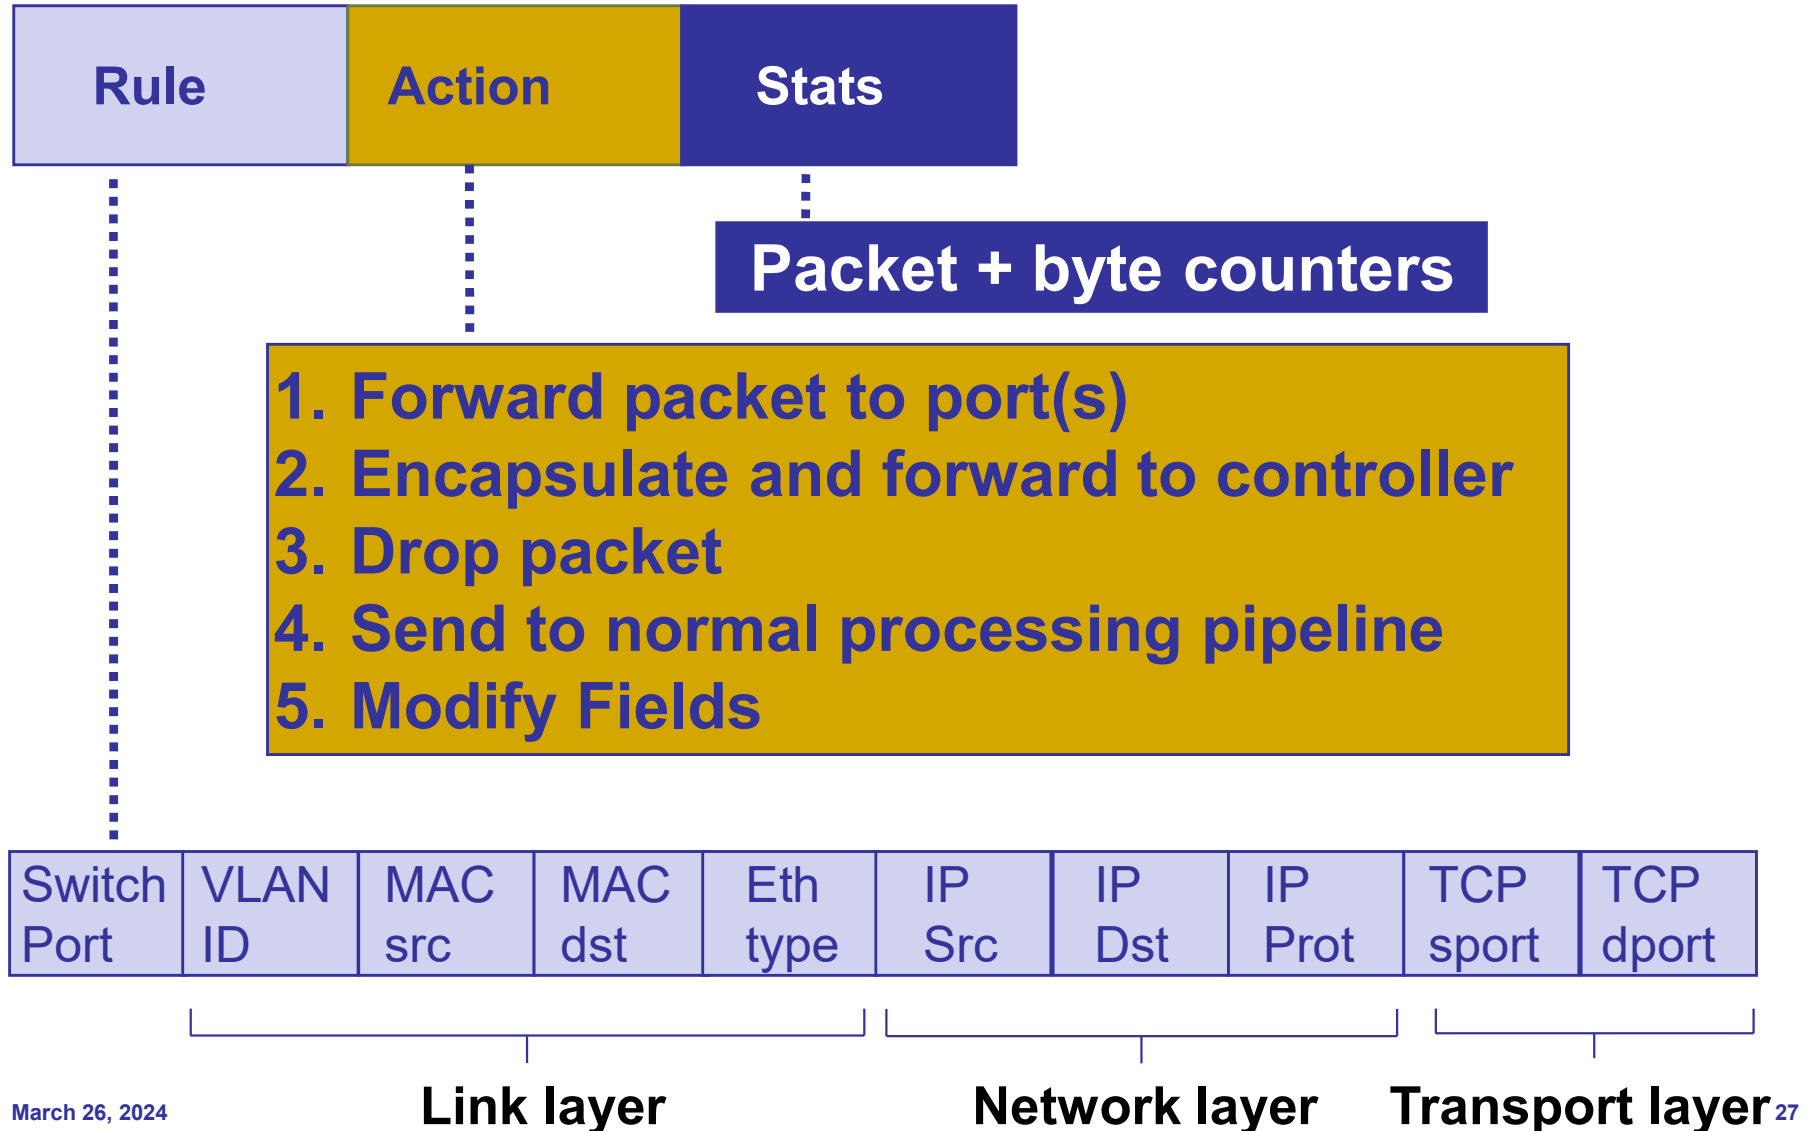 Rule Action Stats
Packet + byte counters
1. Forward packet to port(s)
2. Encapsulate and forward to controller
3. Drop packet
4. Send to normal processing pipeline
5. Modify Fields
Switch Port
VLAN ID
MAC src
MAC dst
Eth type
IP Src
IP Dst
IP Prot
TCP sport
TCP dport
Link layer Network layer Transport layer
March 26, 2024
27